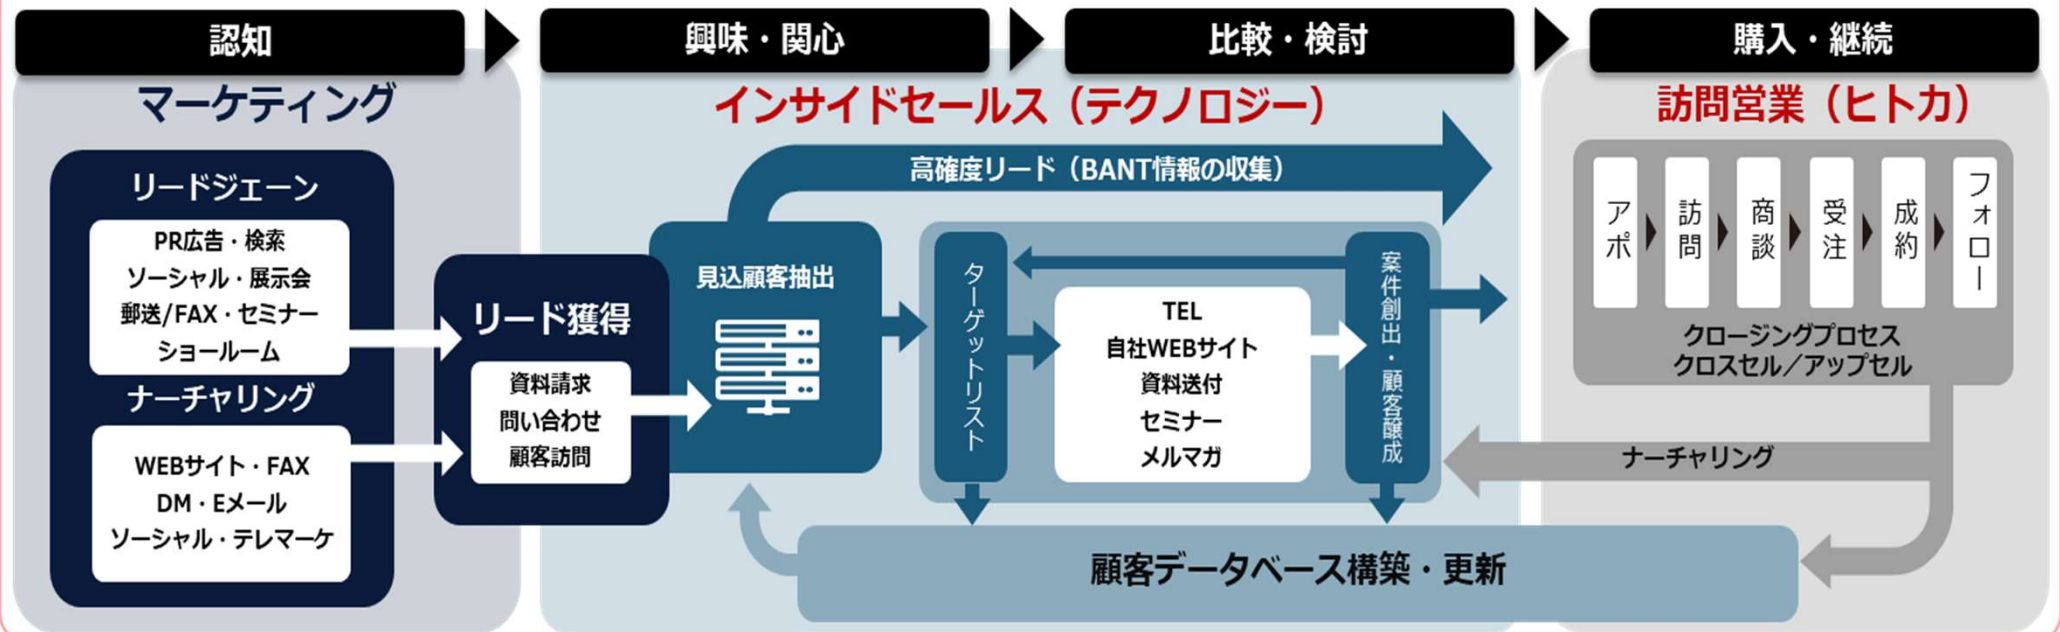 認知
興味・関心
比較・検討
購入・継続
マーケティング
リードジェーン
PR広告・検索
ソーシャル・展示会
郵送/FAX・セミナー
ショールーム
ナーチャリング
WEBサイト・FAX
DM・Eメール
ソーシャル・テレマーケ
リード獲得
資料請求
問い合わせ
顧客訪問
インサイドセールス（テクノロジー）
高確度リード（BANT情報の収集）
見込顧客抽出
ターゲットリスト
TEL
自社WEBサイト
資料送付
セミナー
メルマガ
案件創出・顧客醸成
訪問営業（ヒトカ）
アポ
訪問
商談
受注
成約
フォロー
クロージングプロセス
クロスセル／アップセル
ナーチャリング
顧客データベース構築・更新